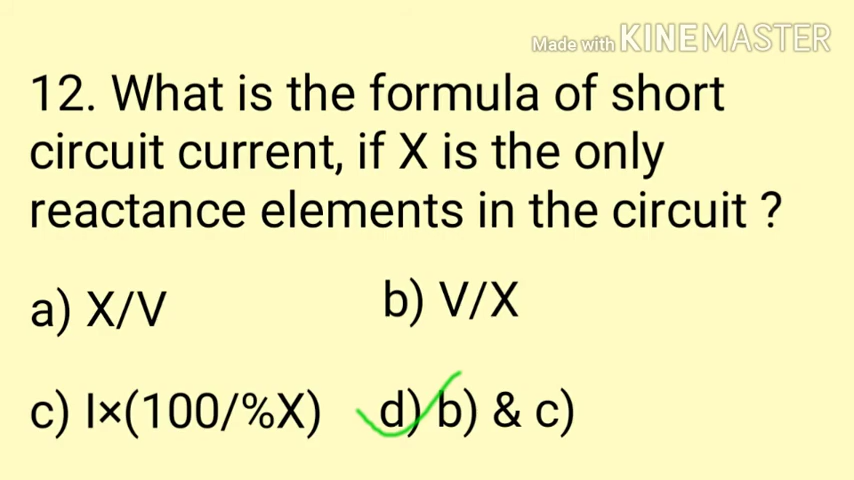 Made with KINEMASTER
12. What is the formula of short
circuit current, if X is the only
reactance elements in the circuit ?
a) X/V b) V/X
c) I×(100/%X) d) b) & c)